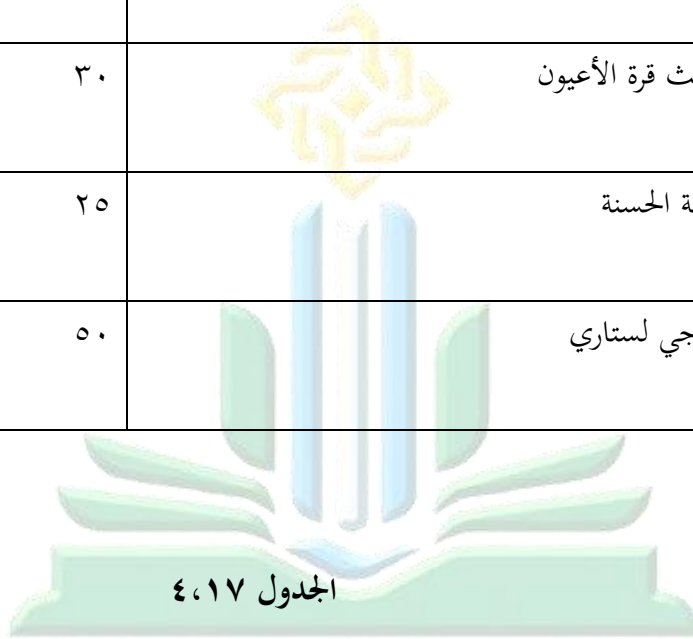 قرة الأعيون ٣٠
الحسنة ٢٥
لستاري ٥٠
الجدول ٤،١٧